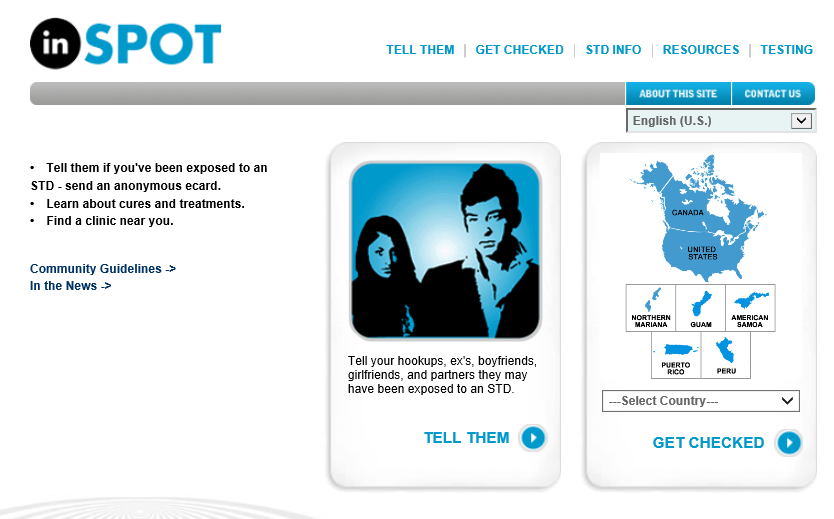 inSPOT
TELL THEM | GET CHECKED | STD INFO | RESOURCES | TESTING
ABOUT THIS SITE CONTACT US
English (U.S.)
• Tell them if you've been exposed to an
STD - send an anonymous ecard.
• Learn about cures and treatments.
• Find a clinic near you.
Community Guidelines ->
In the News ->
Tell your hookups, ex's, boyfriends,
girlfriends, and partners they may
have been exposed to an STD.
TELL THEM
CANADA
UNITED
STATES
NORTHERN
MARIANA
GUAM
AMERICAN
SAMOA
PUERTO
RICO
PERU
---Select Country---
GET CHECKED